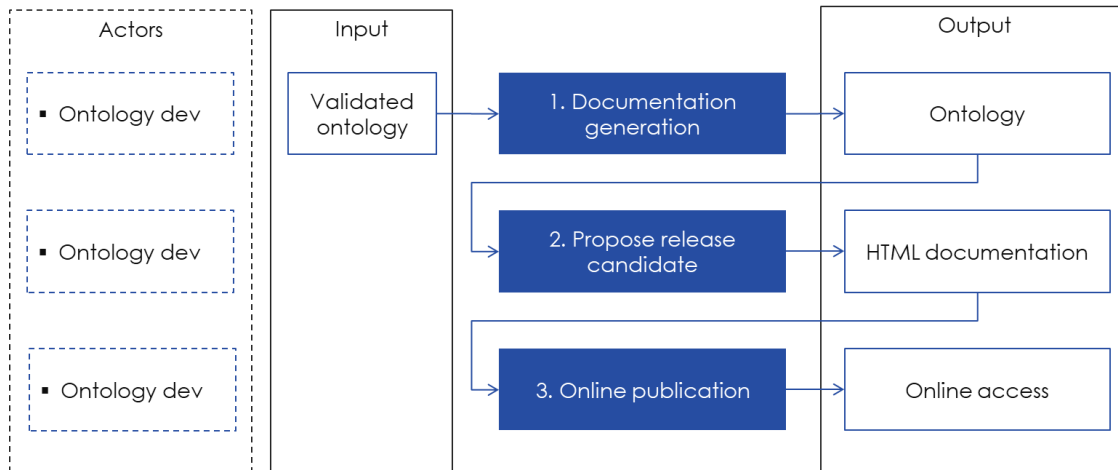 Actors
Input
Output
▪ Ontology dev
Validated
ontology
1. Documentation
generation
Ontology
▪ Ontology dev
2. Propose release
candidate
HTML documentation
▪ Ontology dev
3. Online publication
Online access